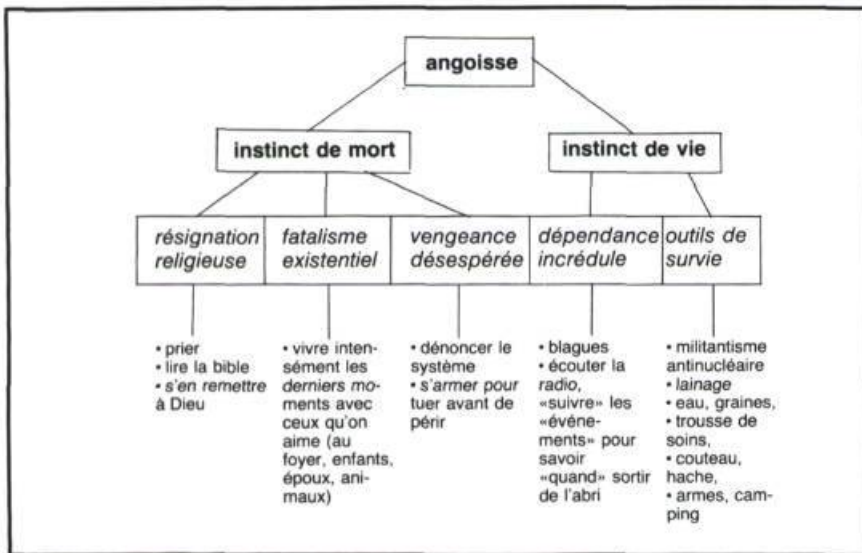 angoisse
instinct de mort
instinct de vie
résignation
religieuse
fatalisme
existentiel
vengeance
désespérée
dépendance
incrédule
outils de
survie
• prier
• lire la bible
• s'en remettre
à Dieu
• vivre inten-
sément les
derniers mo-
ments avec
ceux qu'on
aime (au
foyer, enfants,
époux, ani-
maux)
• dénoncer le
système
• s'armer pour
tuer avant de
périr
• blagues
• écouter la
radio,
«suivre» les
«événe-
ments» pour
savoir
«quand» sortir
de l'abri
• militantisme
antinucléaire
• lainage
• eau, graines,
• trousse de
soins,
• couteau,
hache,
• armes, cam-
ping